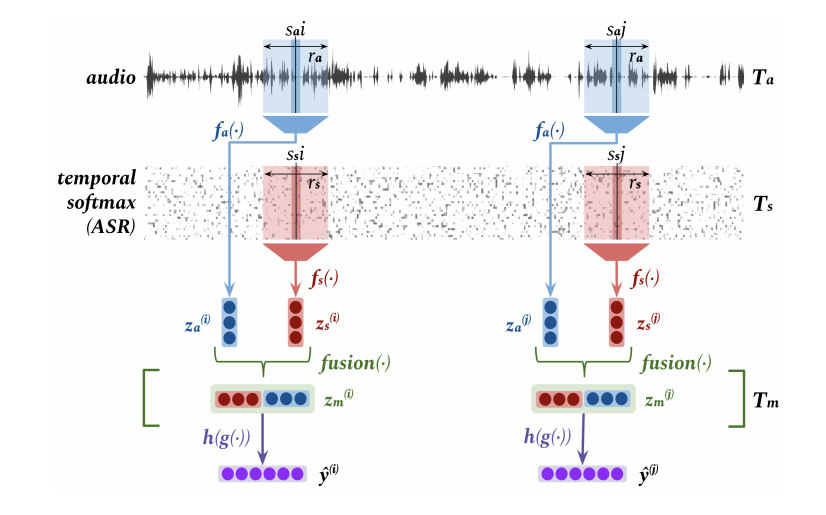 sₐi sₐj
audio rₐ rₐ Tₐ
fₐ(·) fₐ(·)
sₛi sₛj
temporal
softmax rₛ rₛ Tₛ
(ASR)
fₛ(·) fₛ(·)
zₐ⁽ⁱ⁾ zₛ⁽ⁱ⁾ zₐ⁽ʲ⁾ zₛ⁽ʲ⁾
fusion(·) fusion(·)
zₘ⁽ⁱ⁾ zₘ⁽ʲ⁾ Tₘ
h(g(·)) h(g(·))
ŷ⁽ⁱ⁾ ŷ⁽ʲ⁾